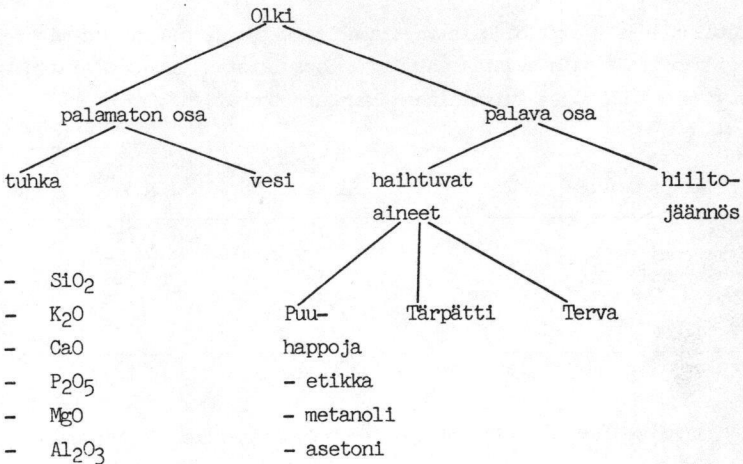 Olki
palamaton osa palava osa
tuhka vesi haihtuvat hiilto-
aineet jäännös
- SiO₂
- K₂O Puu- Tärpätti Terva
- CaO happoja
- P₂O₅ - etikka
- MgO - metanoli
- Al₂O₃ - asetoni